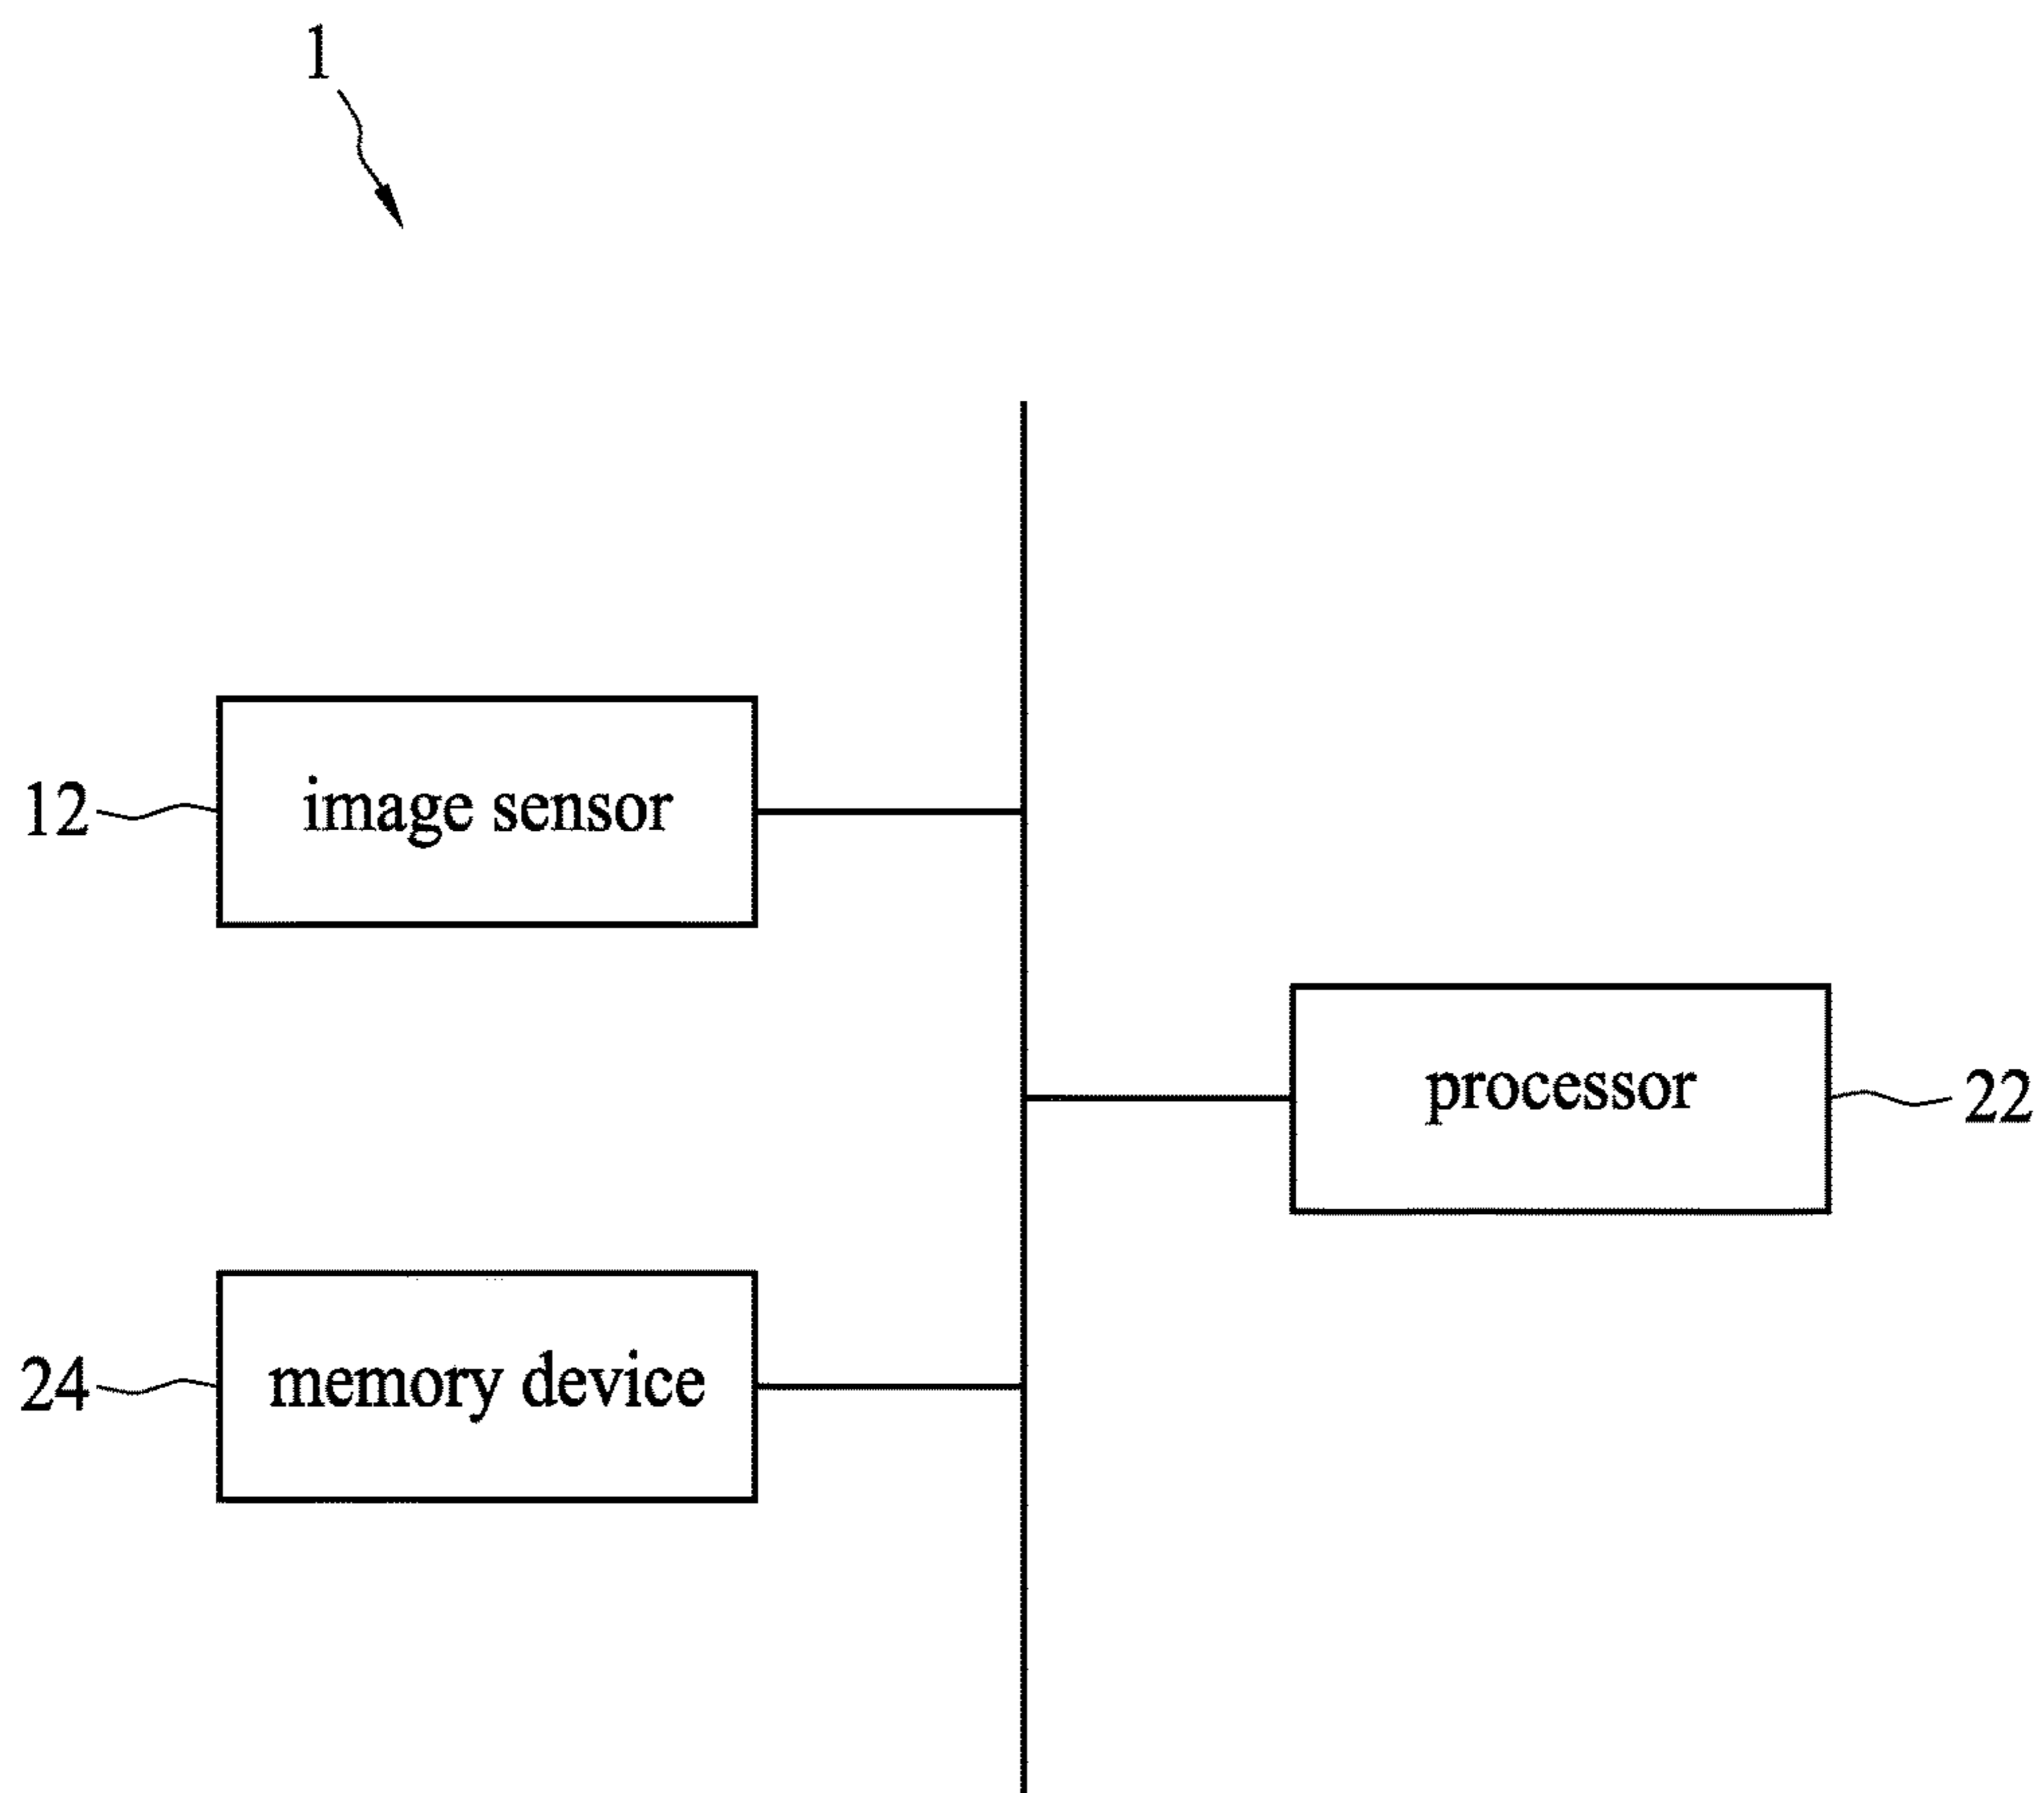 1
12
image sensor
processor
22
24
memory device